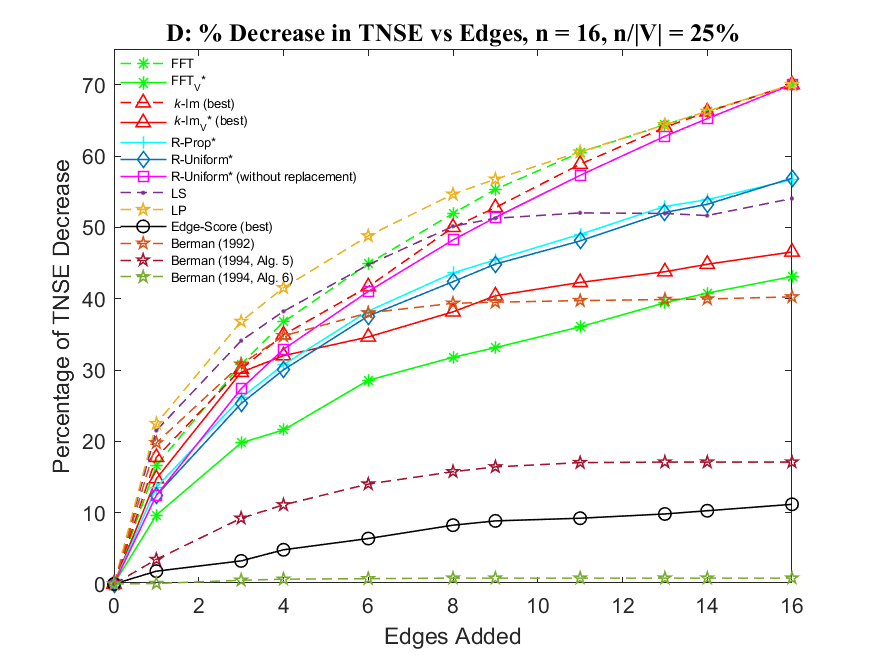 D: % Decrease in TNSE vs Edges, n = 16, n/|V| = 25%
FFT
FFT_V*
k-Im (best)
k-Im_V* (best)
R-Prop*
R-Uniform*
R-Uniform* (without replacement)
LS
LP
Edge-Score (best)
Berman (1992)
Berman (1994, Alg. 5)
Berman (1994, Alg. 6)
Percentage of TNSE Decrease
70
60
50
40
30
20
10
0
0 2 4 6 8 10 12 14 16
Edges Added